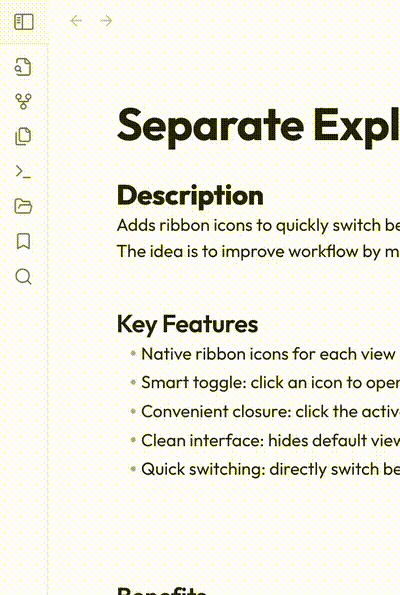 Separate Expl
Description
Adds ribbon icons to quickly switch be
The idea is to improve workflow by m
Key Features
Native ribbon icons for each view
Smart toggle: click an icon to oper
Convenient closure: click the activ
Clean interface: hides default view
Quick switching: directly switch be
Benefits